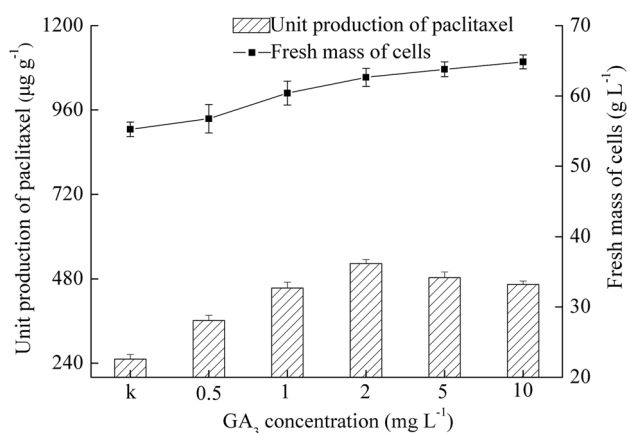 Unit production of paclitaxel
Fresh mass of cells
Unit production of paclitaxel (μg g⁻¹)
1200
960
720
480
240
70
60
50
40
30
20
Fresh mass of
cells (g L⁻¹)
k 0.5 1 2 5 10
GA₃ concentration (mg L⁻¹)